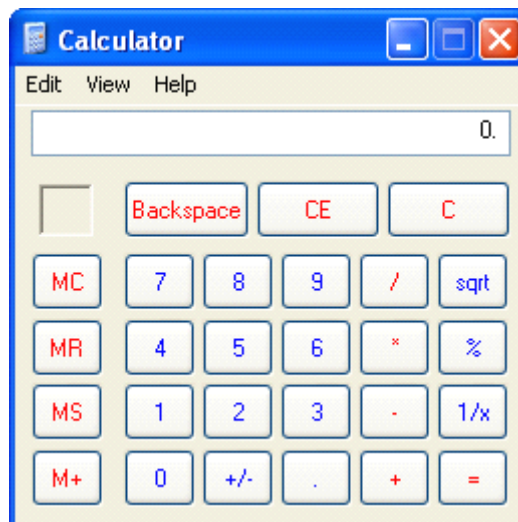 Calculator
Edit View Help
0.
Backspace CE C
MC 7 8 9 / sqrt
MR 4 5 6 * %
MS 1 2 3 - 1/x
M+ 0 +/- . + =